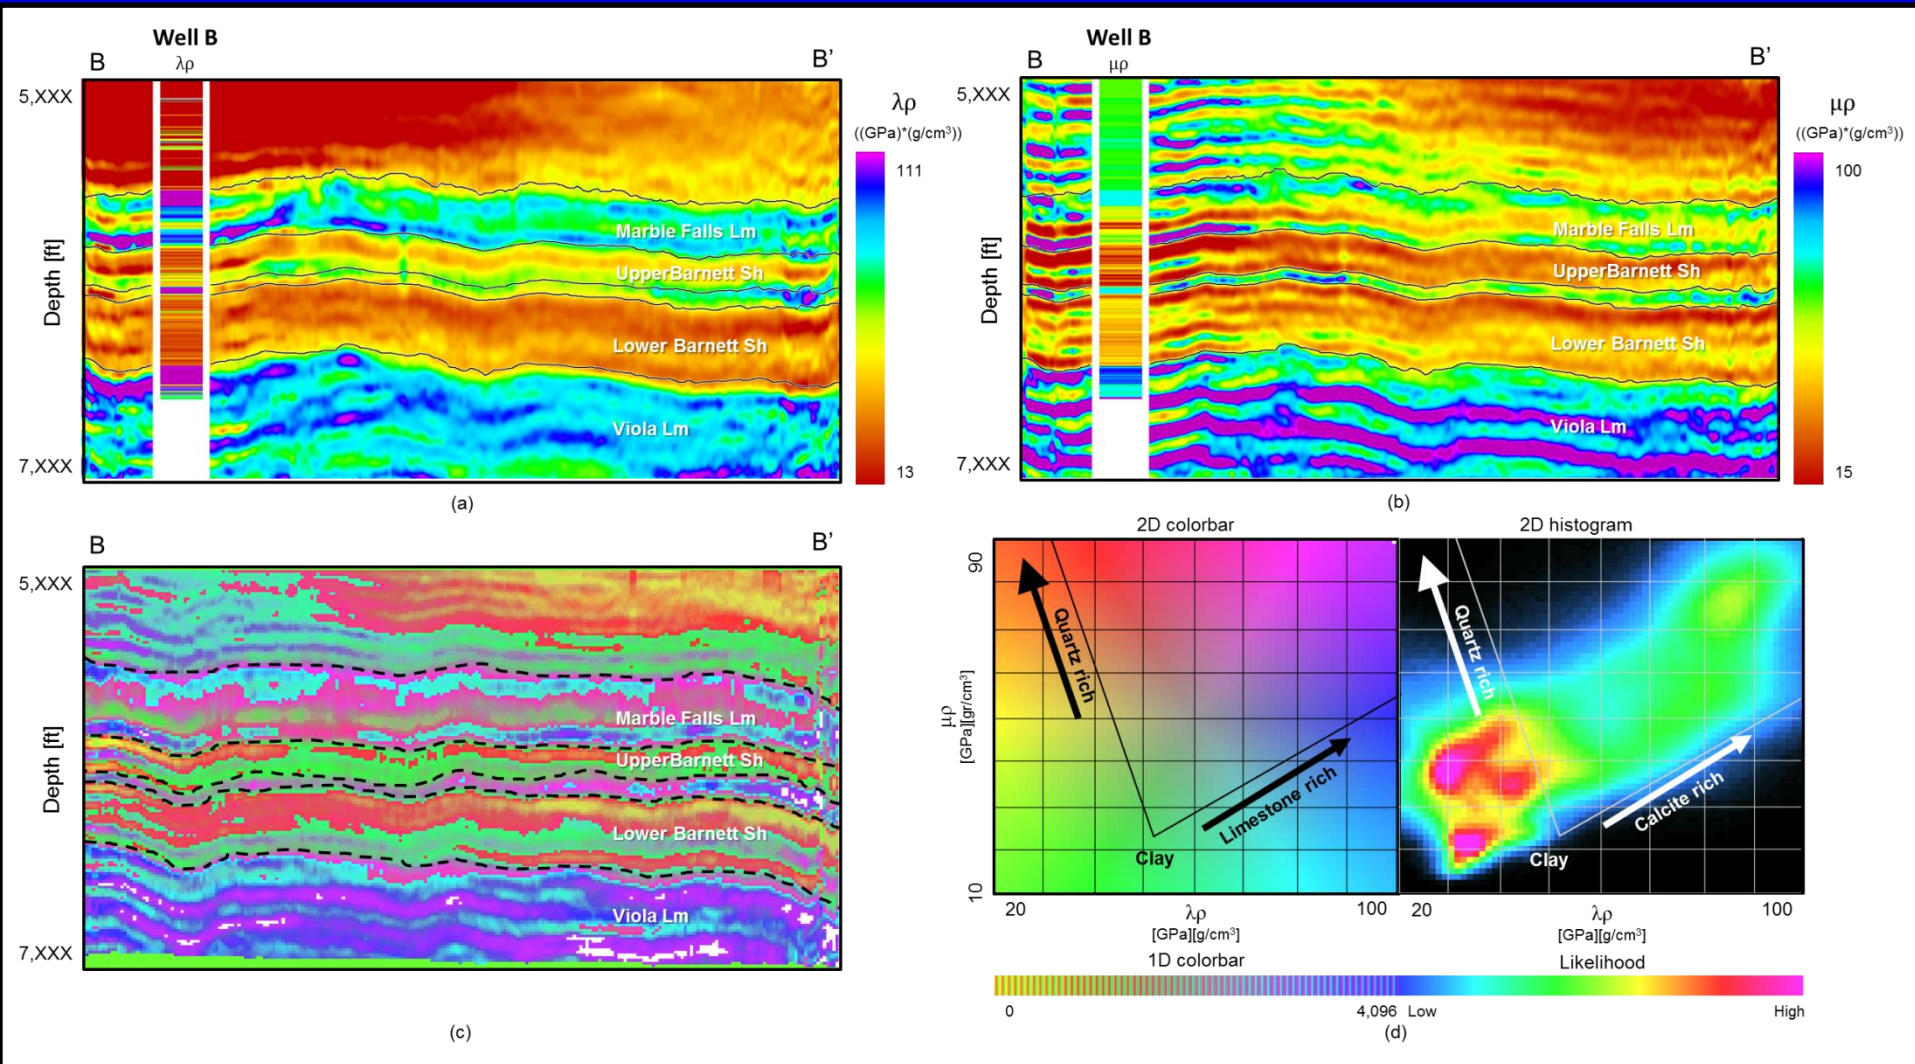 Well B
B
λρ
B'
5,XXX
Depth [ft]
7,XXX
Marble Falls Lm
UpperBarnett Sh
Lower Barnett Sh
Viola Lm
λρ
((GPa)*(g/cm³))
111
13
(a)
Well B
B
μρ
B'
5,XXX
Depth [ft]
7,XXX
Marble Falls Lm
UpperBarnett Sh
Lower Barnett Sh
Viola Lm
μρ
((GPa)*(g/cm³))
100
15
(b)
B
B'
5,XXX
Depth [ft]
7,XXX
Marble Falls Lm
UpperBarnett Sh
Lower Barnett Sh
Viola Lm
(c)
2D colorbar
90
μρ
[GPa][gr/cm³]
10
Quartz rich
Limestone rich
Clay
20
λρ
100
[GPa][g/cm³]
2D histogram
Quartz rich
Calcite rich
Clay
20
λρ
100
[GPa][g/cm³]
1D colorbar
0
4,096
Likelihood
Low
High
(d)